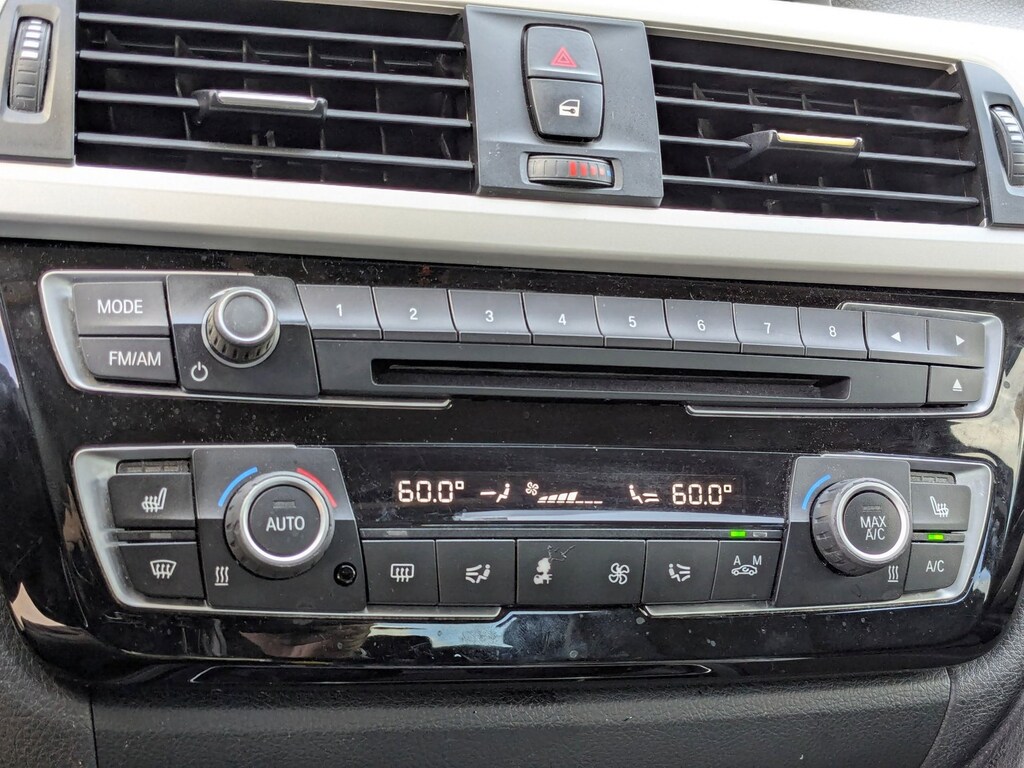 MODE
1 2 3 4 5 6 7 8
FM/AM
60.0° 60.0°
AUTO
MAX
A/C
A M
A/C